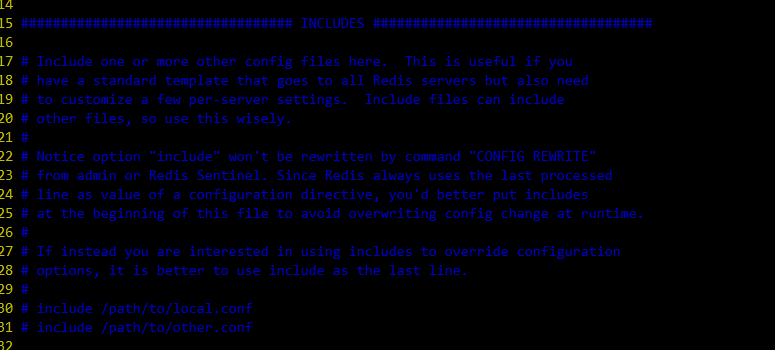 14
15 ################################## INCLUDES ###################################
16
17 # Include one or more other config files here.  This is useful if you
18 # have a standard template that goes to all Redis servers but also need
19 # to customize a few per-server settings.  Include files can include
20 # other files, so use this wisely.
21 #
22 # Notice option "include" won't be rewritten by command "CONFIG REWRITE"
23 # from admin or Redis Sentinel. Since Redis always uses the last processed
24 # line as value of a configuration directive, you'd better put includes
25 # at the beginning of this file to avoid overwriting config change at runtime.
26 #
27 # If instead you are interested in using includes to override configuration
28 # options, it is better to use include as the last line.
29 #
30 # include /path/to/local.conf
31 # include /path/to/other.conf
32